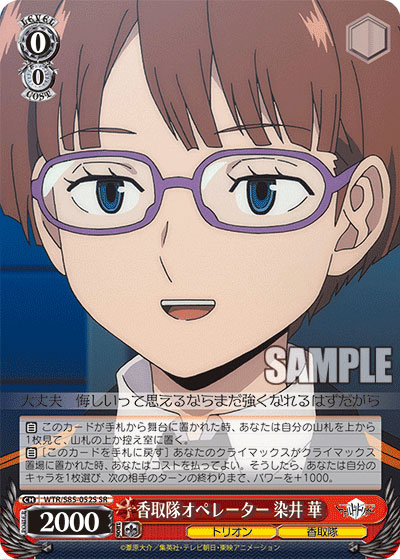 LEVEL
0
0
COST
SAMPLE
大丈夫 悔しいって思えるならまだ強くなれるはずだから
自 このカードが手札から舞台に置かれた時、あなたは自分の山札を上から1枚見て、山札の上か控え室に置く。
自 [このカードを手札に戻す] あなたのクライマックスがクライマックス置場に置かれた時、あなたはコストを払ってよい。そうしたら、あなたは自分のキャラを1枚選び、次の相手のターンの終わりまで、パワーを+1000。
CH WTR/S85-052S SR
2000
香取隊オペレーター 染井 華
トリオン
香取隊
©葦原大介／集英社・テレビ朝日・東映アニメーション